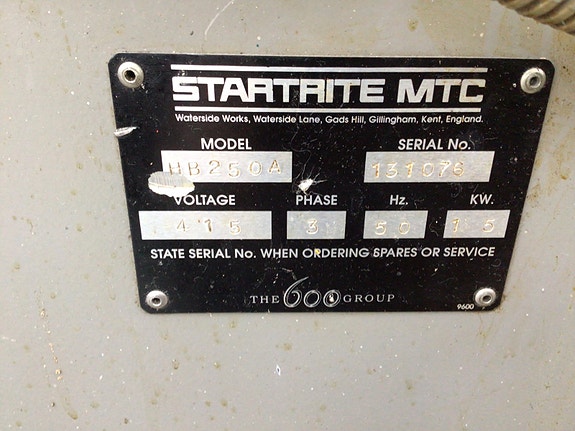 STARTRITE MTC
Waterside Works, Waterside Lane, Gads Hill, Gillingham, Kent, England.
MODEL SERIAL No.
HB250A 131076
VOLTAGE PHASE Hz. KW.
415 3 50 1 5
STATE SERIAL No. WHEN ORDERING SPARES OR SERVICE
THE 600 GROUP
9600